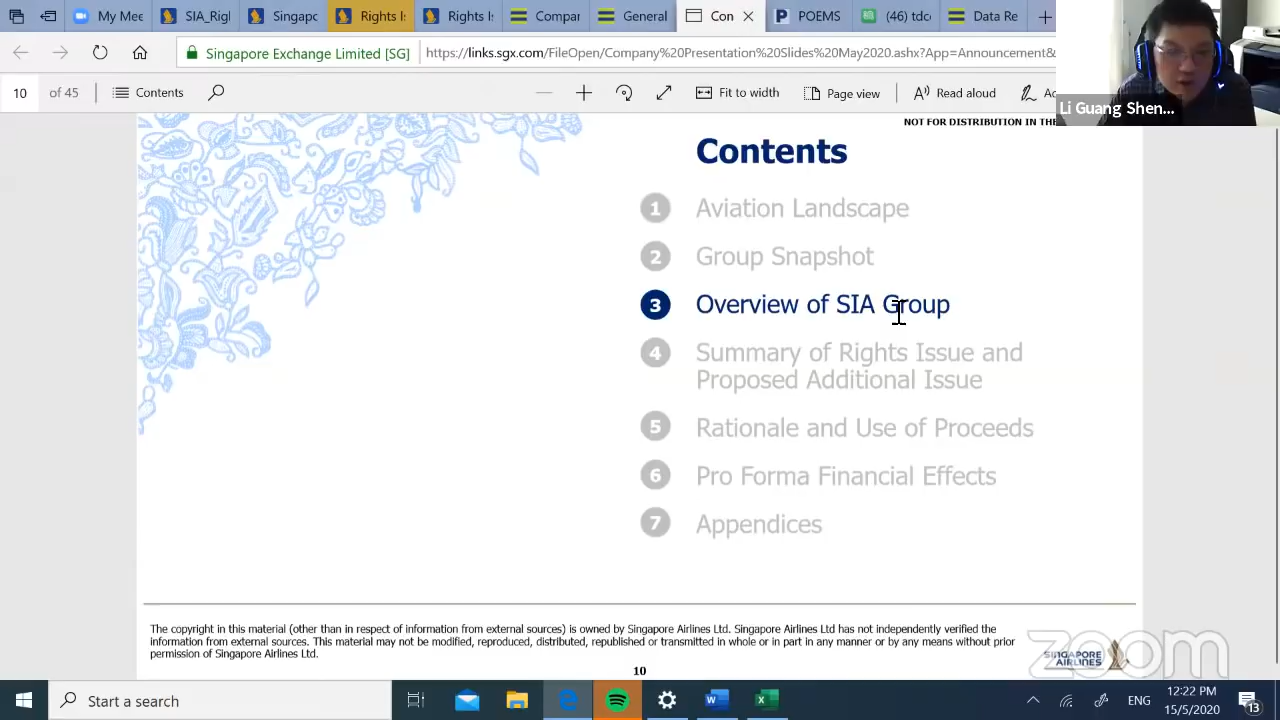 My Mee
SIA_Rig
Rights I
Rights Is
Compar
General
Con
POEMS
(46) tdco
Data Re
Singapore Exchange Limited [SG]
https://links.sgx.com/FileOpen/Company%20Presentation%20Slides%20May2020.ashx?App=Announcement&
Li Guang Shen...
10 of 45
Contents
Fit to width
Page view
Read aloud
NOT FOR DISTRIBUTION IN THE
Contents
1 Aviation Landscape
2 Group Snapshot
3 Overview of SIA Group
4 Summary of Rights Issue and
Proposed Additional Issue
5 Rationale and Use of Proceeds
6 Pro Forma Financial Effects
7 Appendices
The copyright in this material (other than in respect of information from external sources) is owned by Singapore Airlines Ltd. Singapore Airlines Ltd has not independently verified the
information from external sources. This material may not be modified, reproduced, distributed, republished or transmitted in whole or in part in any manner or by any means without prior
permission of Singapore Airlines Ltd.
10
SINGAPORE
AIRLINES
zoom
Start a search
ENG
12:22 PM
15/5/2020
13